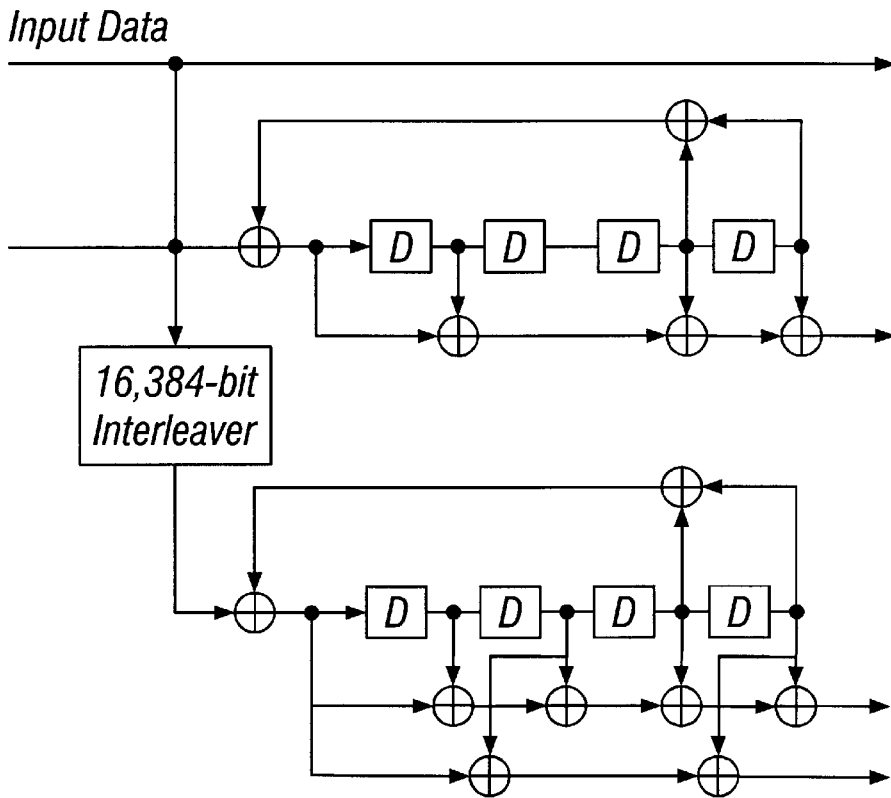 Input Data
D D D D
16,384-bit
Interleaver
D D D D